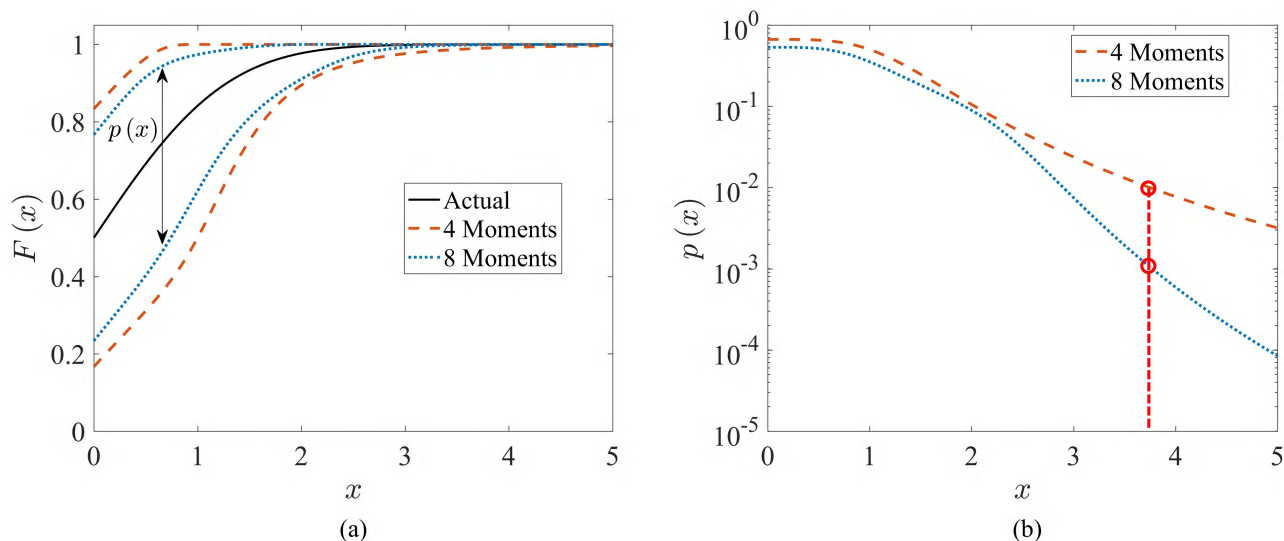 1
0.8
0.6
0.4
0.2
0
F (x)
p (x)
Actual
4 Moments
8 Moments
0 1 2 3 4 5
x
(a)
10^0
10^-1
10^-2
10^-3
10^-4
10^-5
p (x)
4 Moments
8 Moments
0 1 2 3 4 5
x
(b)